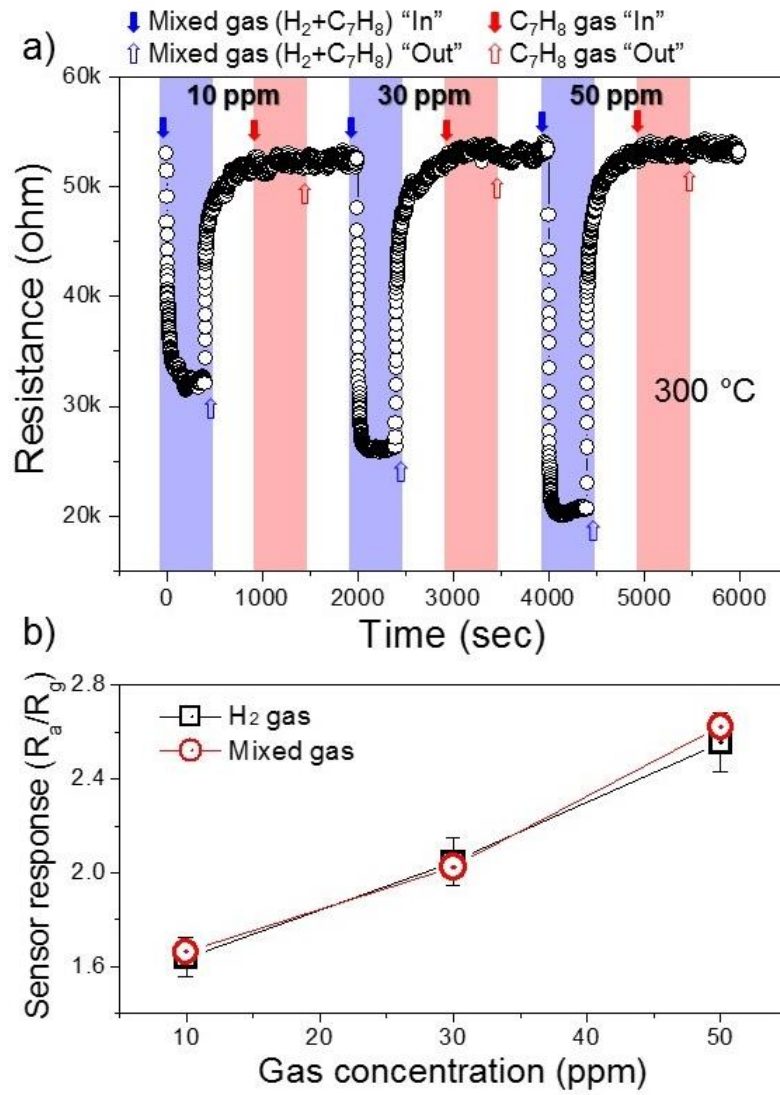 a)
Mixed gas (H₂+C₇H₈) “In” C₇H₈ gas “In”
Mixed gas (H₂+C₇H₈) “Out” C₇H₈ gas “Out”
60k
10 ppm 30 ppm 50 ppm
50k
40k
30k
20k
Resistance (ohm)
300 °C
0 1000 2000 3000 4000 5000 6000
Time (sec)
b)
2.8
2.4
2.0
1.6
Sensor response (Rₐ/R_g)
H₂ gas
Mixed gas
10 20 30 40 50
Gas concentration (ppm)